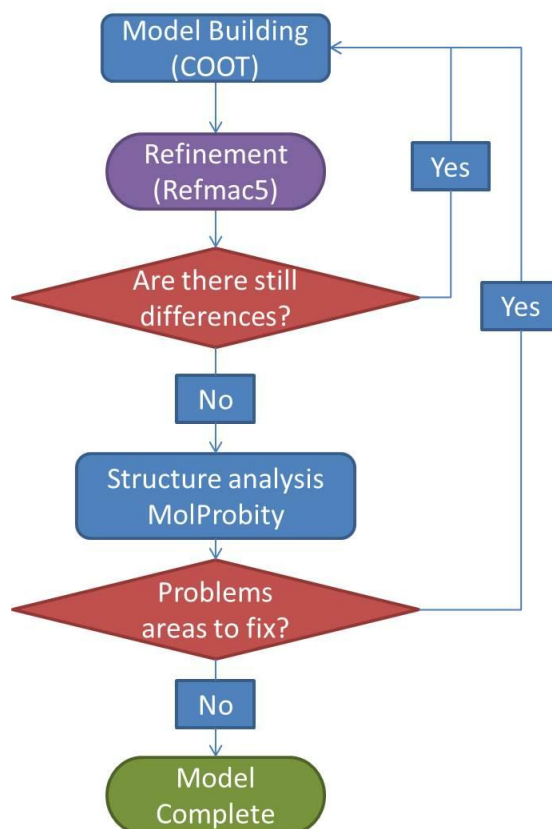 Model Building
(COOT)
Refinement
(Refmac5)
Yes
Are there still
differences?
Yes
No
Structure analysis
MolProbity
Problems
areas to fix?
No
Model
Complete